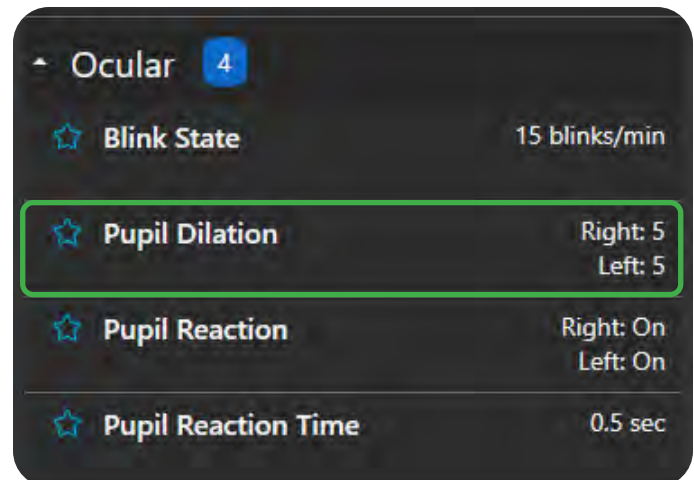 Ocular 4
Blink State 15 blinks/min
Pupil Dilation Right: 5
Left: 5
Pupil Reaction Right: On
Left: On
Pupil Reaction Time 0.5 sec